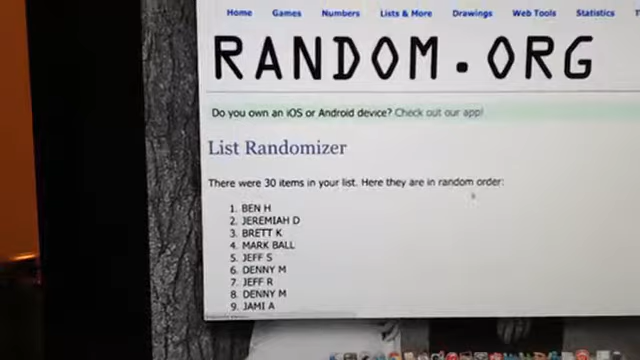 Home Games Numbers Lists & More Drawings Web Tools Statistics
RANDOM.ORG
Do you own an iOS or Android device? Check out our app!
List Randomizer
There were 30 items in your list. Here they are in random order:
1. BEN H
2. JEREMIAH D
3. BRETT K
4. MARK BALL
5. JEFF S
6. DENNY M
7. JEFF R
8. DENNY M
9. JAMI A